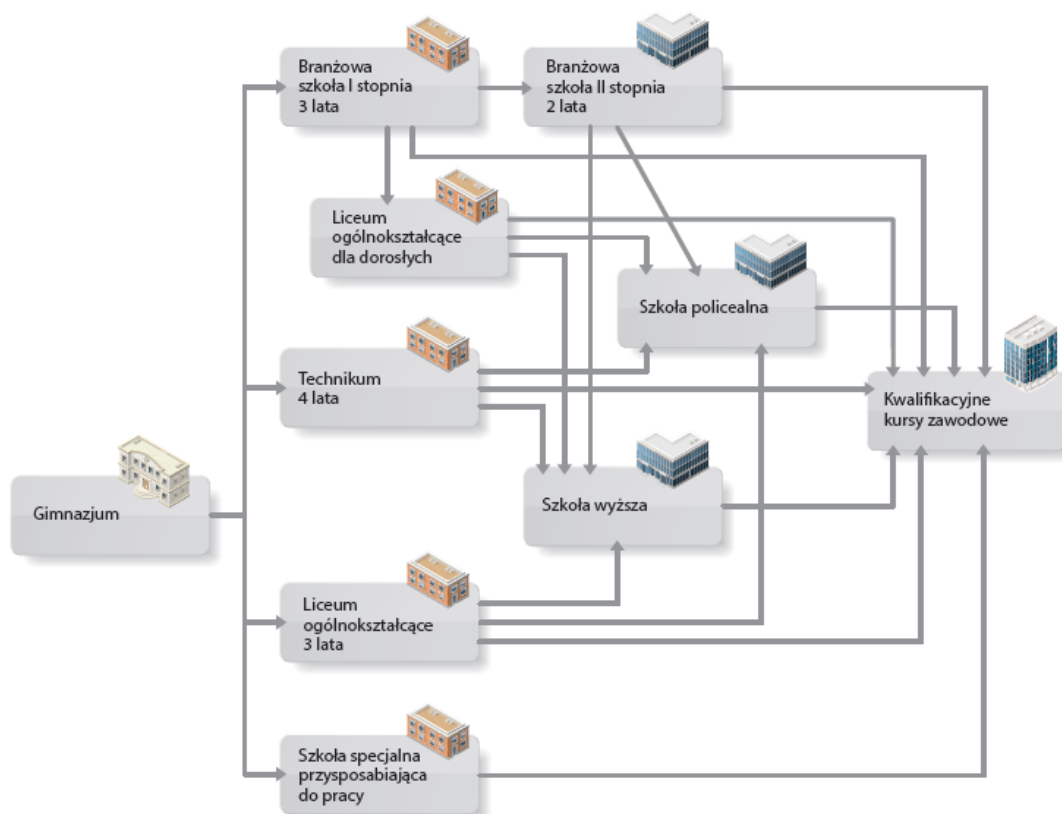 Branżowa
szkoła I stopnia
3 lata
Branżowa
szkoła II stopnia
2 lata
Liceum
ogólnokształcące
dla dorosłych
Szkoła policealna
Technikum
4 lata
Kwalifikacyjne
kursy zawodowe
Gimnazjum
Szkoła wyższa
Liceum
ogólnokształcące
3 lata
Szkoła specjalna
przysposabiająca
do pracy